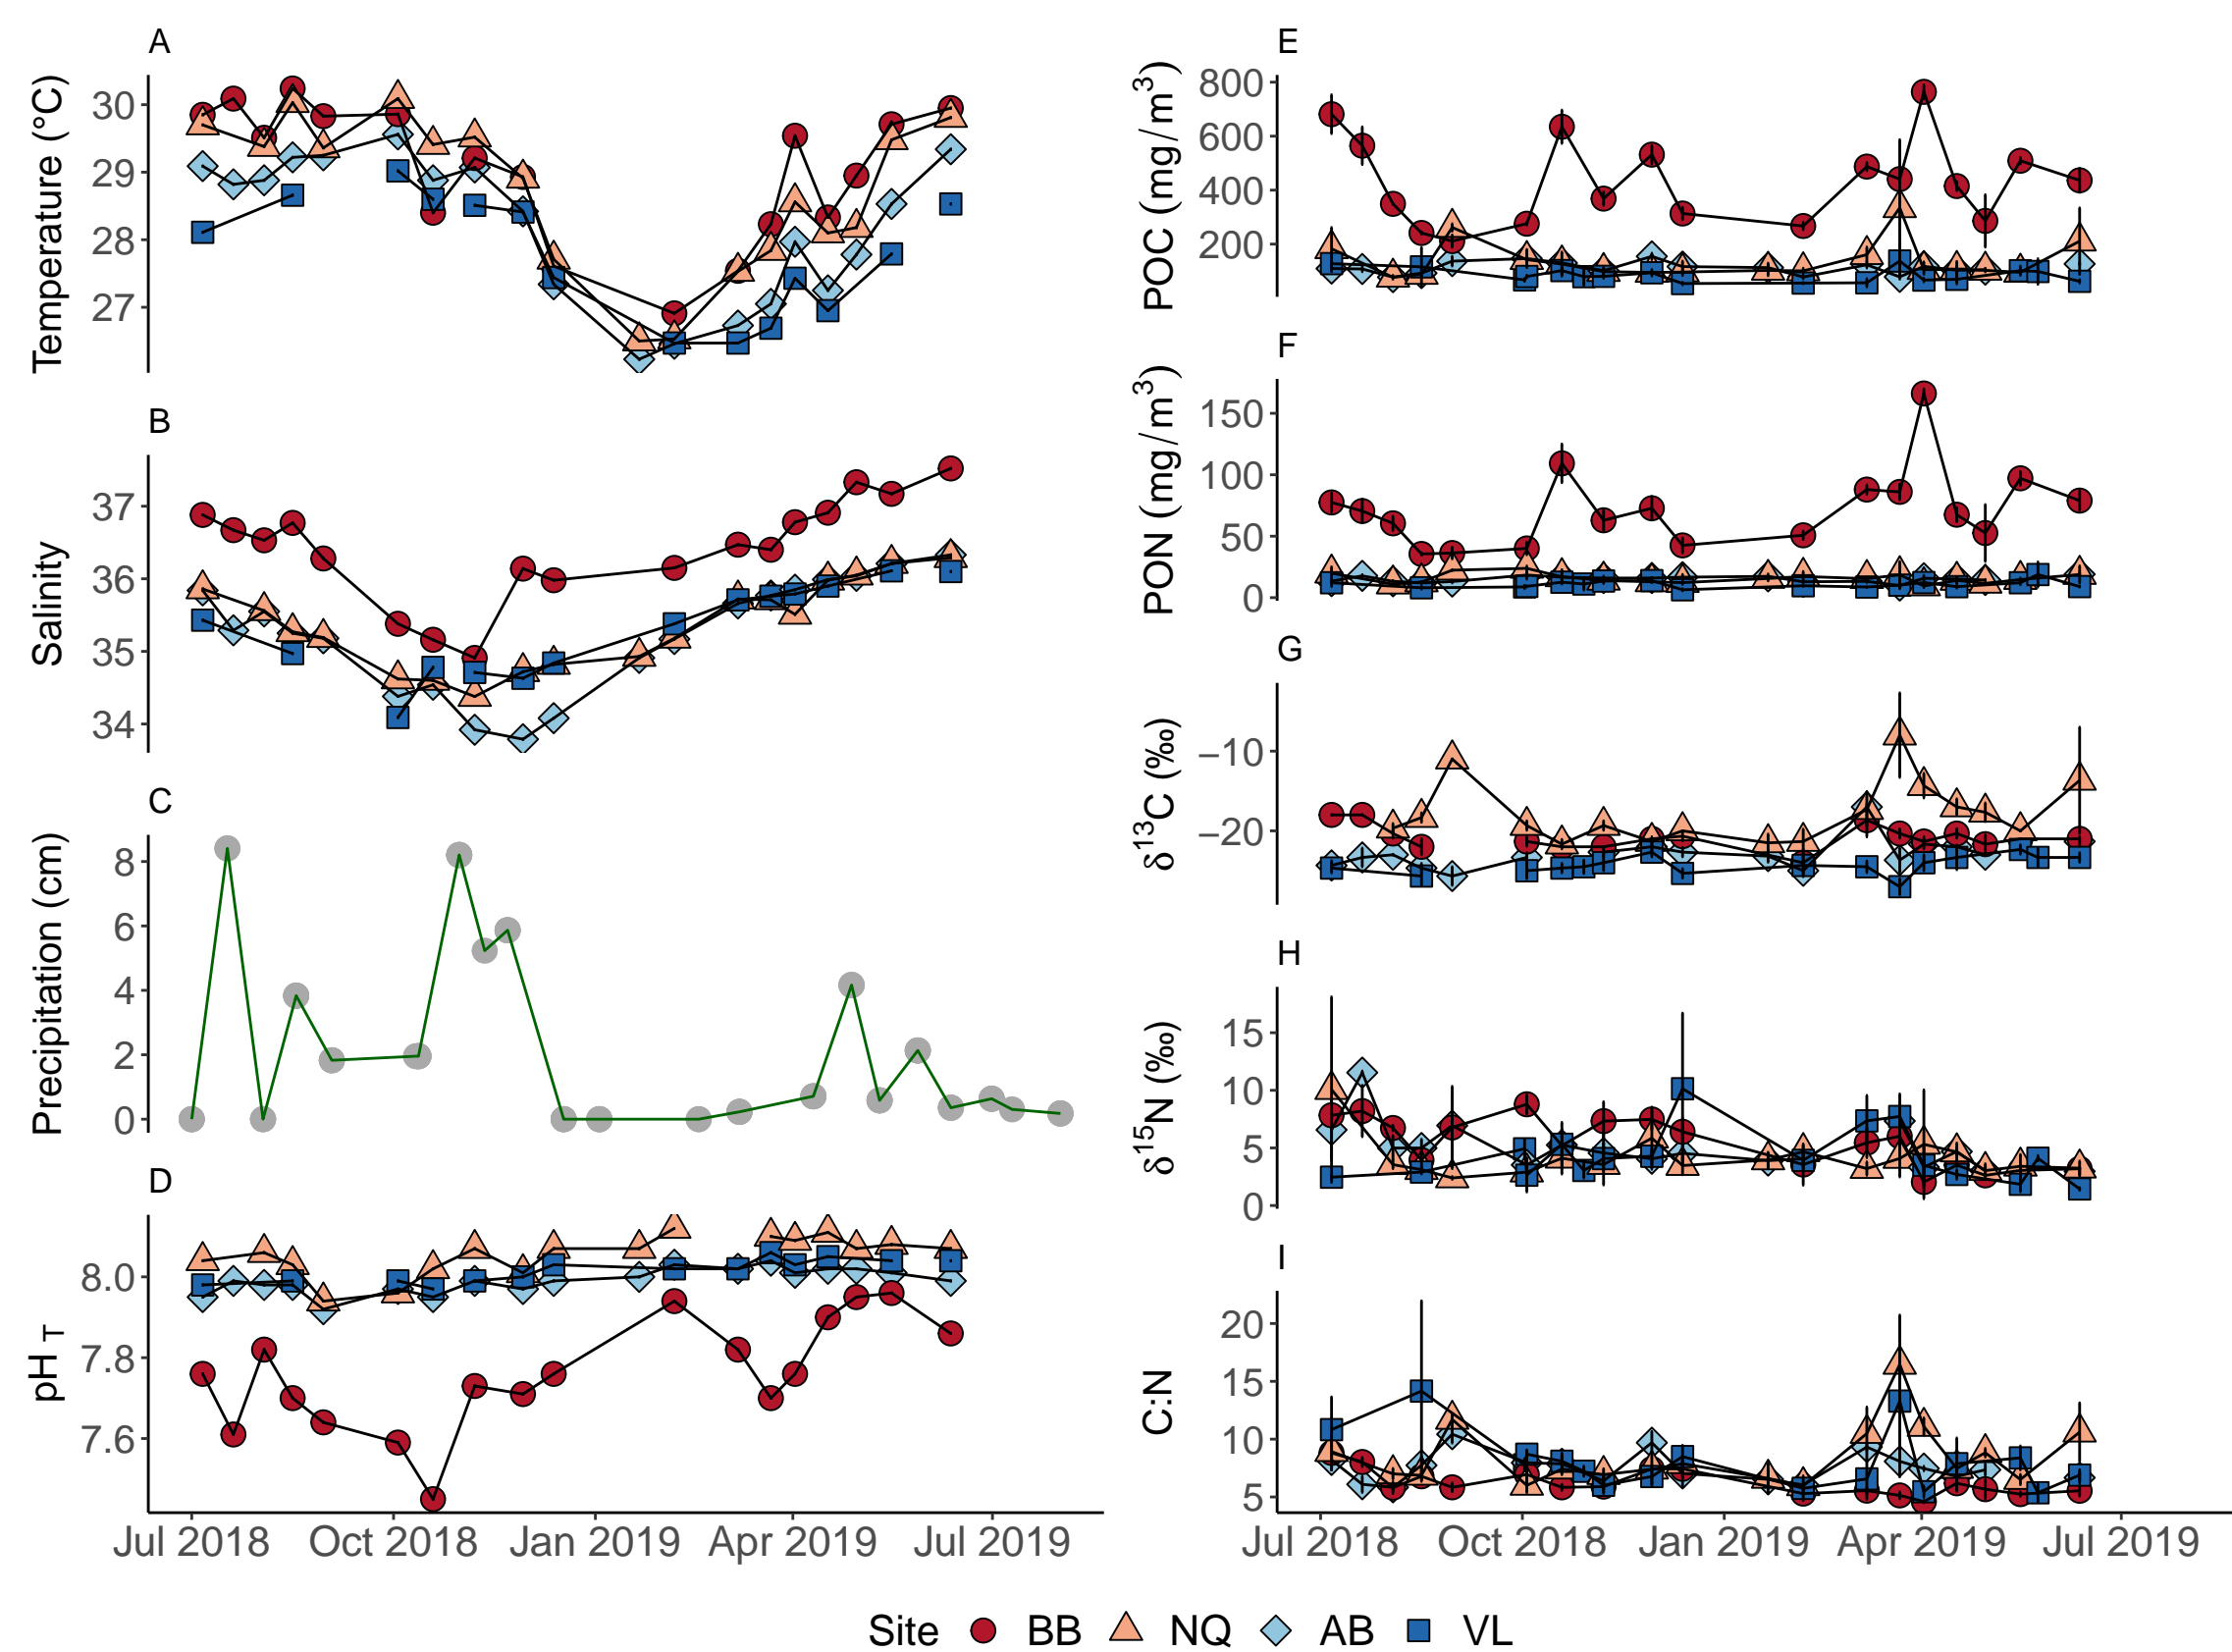 A
Temperature (°C)
30
29
28
27
B
Salinity
37
36
35
34
C
Precipitation (cm)
8
6
4
2
0
D
pH T
8.0
7.8
7.6
Jul 2018 Oct 2018 Jan 2019 Apr 2019 Jul 2019
E
POC (mg/m³)
800
600
400
200
F
PON (mg/m³)
150
100
50
0
G
δ¹³C (‰)
−10
−20
H
δ¹⁵N (‰)
15
10
5
0
I
C:N
20
15
10
5
Jul 2018 Oct 2018 Jan 2019 Apr 2019 Jul 2019
Site BB NQ AB VL